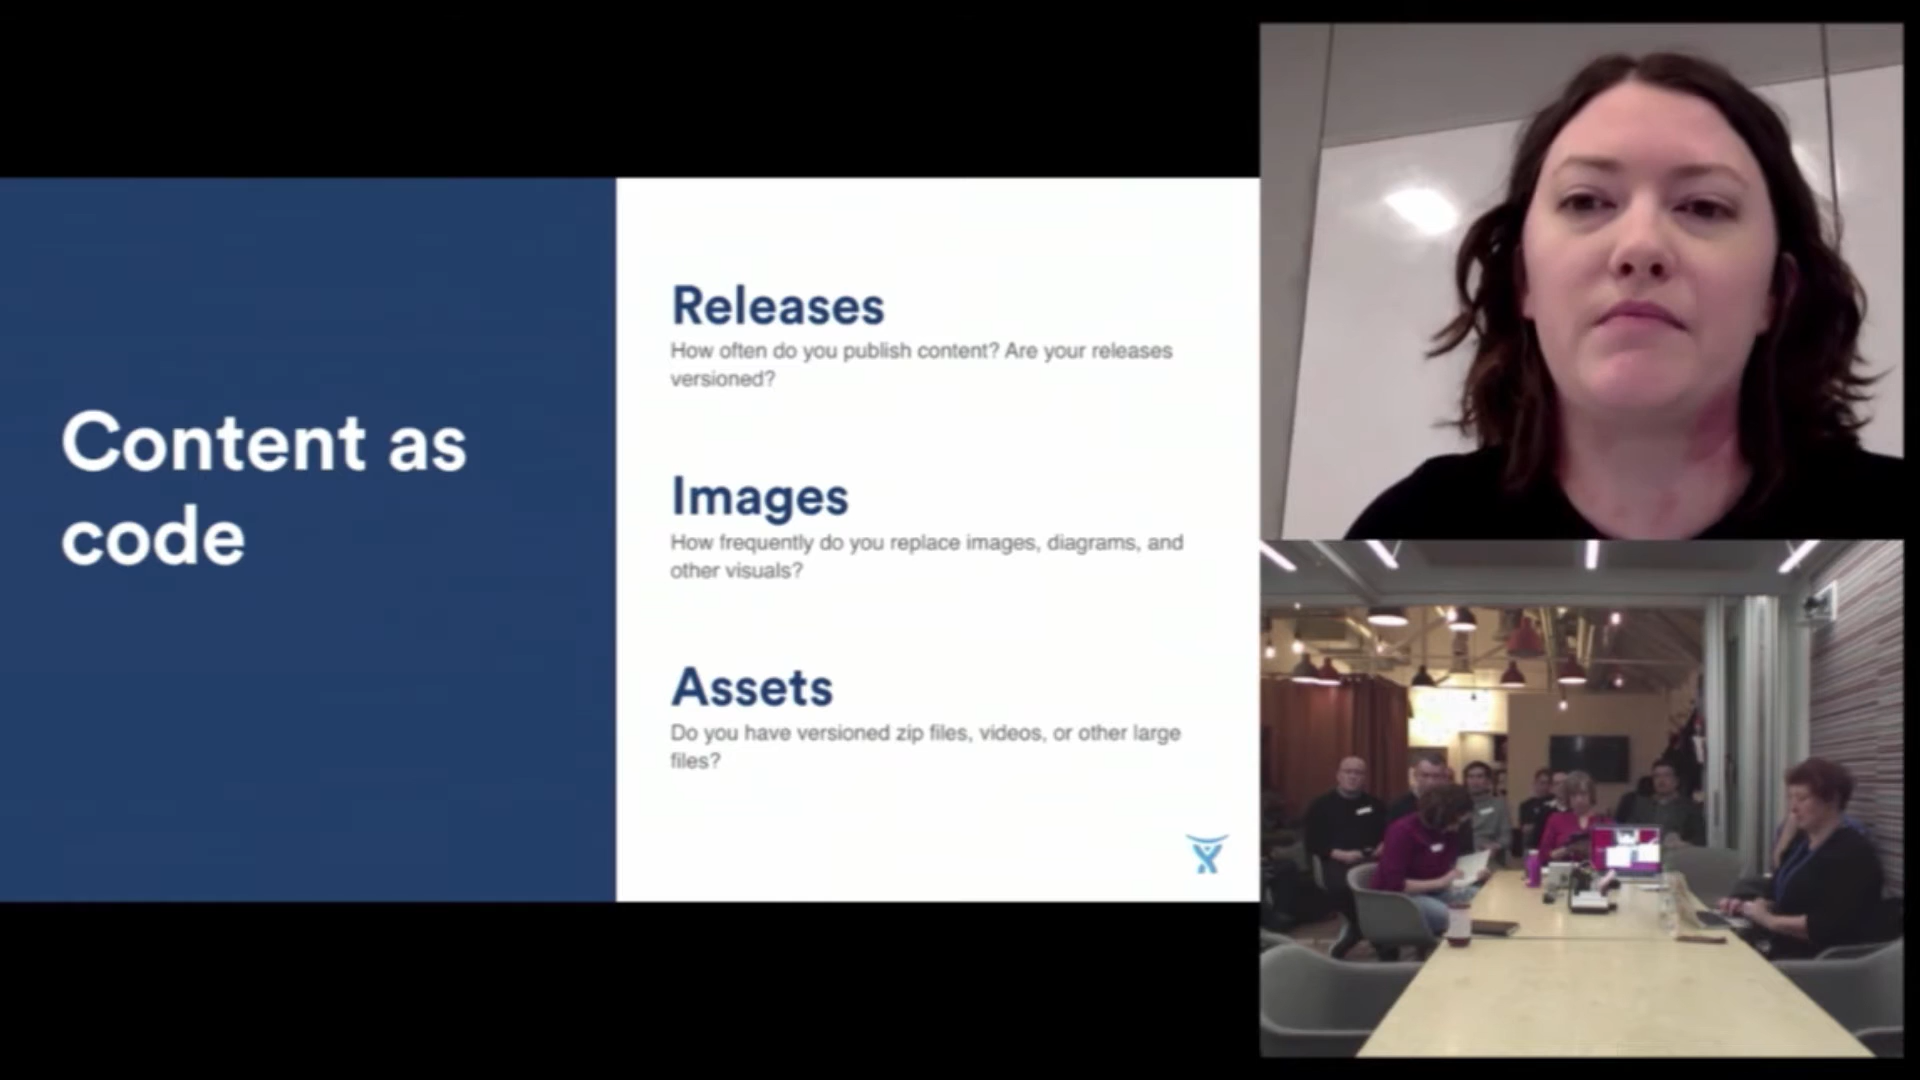 Content as
code
Releases
How often do you publish content? Are your releases
versioned?
Images
How frequently do you replace images, diagrams, and
other visuals?
Assets
Do you have versioned zip files, videos, or other large
files?